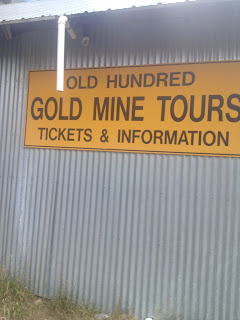 OLD HUNDRED
GOLD MINE TOURS
TICKETS & INFORMATION